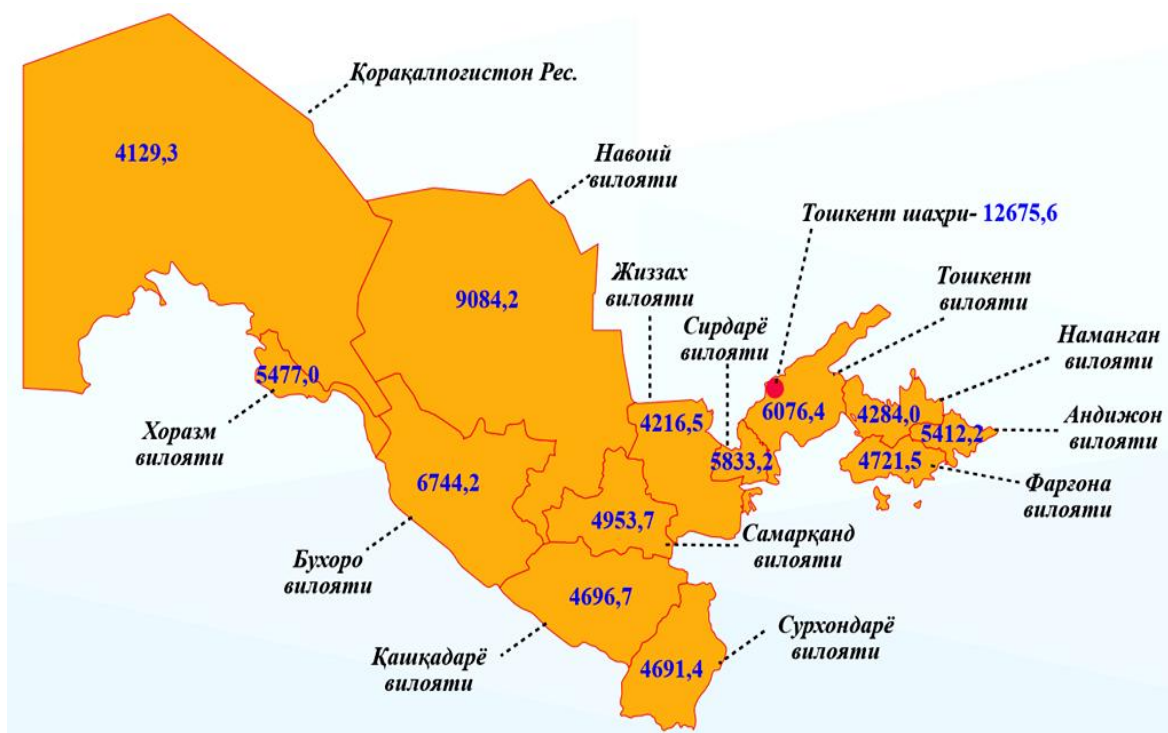 Қорақалпоғистон Рес.
4129,3
Навоий
вилояти
Тошкент шаҳри- 12675,6
Жиззах
вилояти
Тошкент
вилояти
9084,2
Сирдарё
вилояти
Наманган
вилояти
5477,0
6076,4
4284,0
4216,5
Андижон
вилояти
5412,2
Хоразм
вилояти
5833,2
4721,5
Фарғона
вилояти
6744,2
4953,7
Самарқанд
вилояти
Бухоро
вилояти
4696,7
Сурхондарё
вилояти
Қашқадарё
вилояти
4691,4